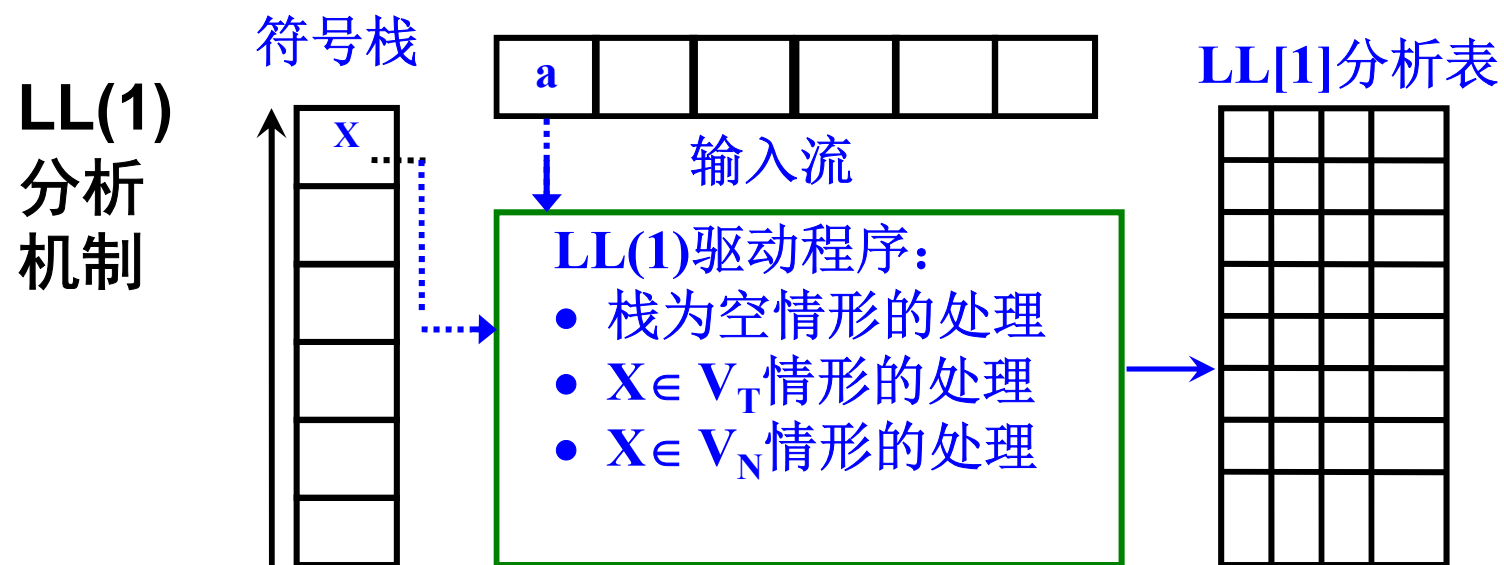 LL(1)
分析
机制
符号栈
X
a
输入流
LL(1)驱动程序：
● 栈为空情形的处理
● X∈ V_T情形的处理
● X∈ V_N情形的处理
LL[1]分析表